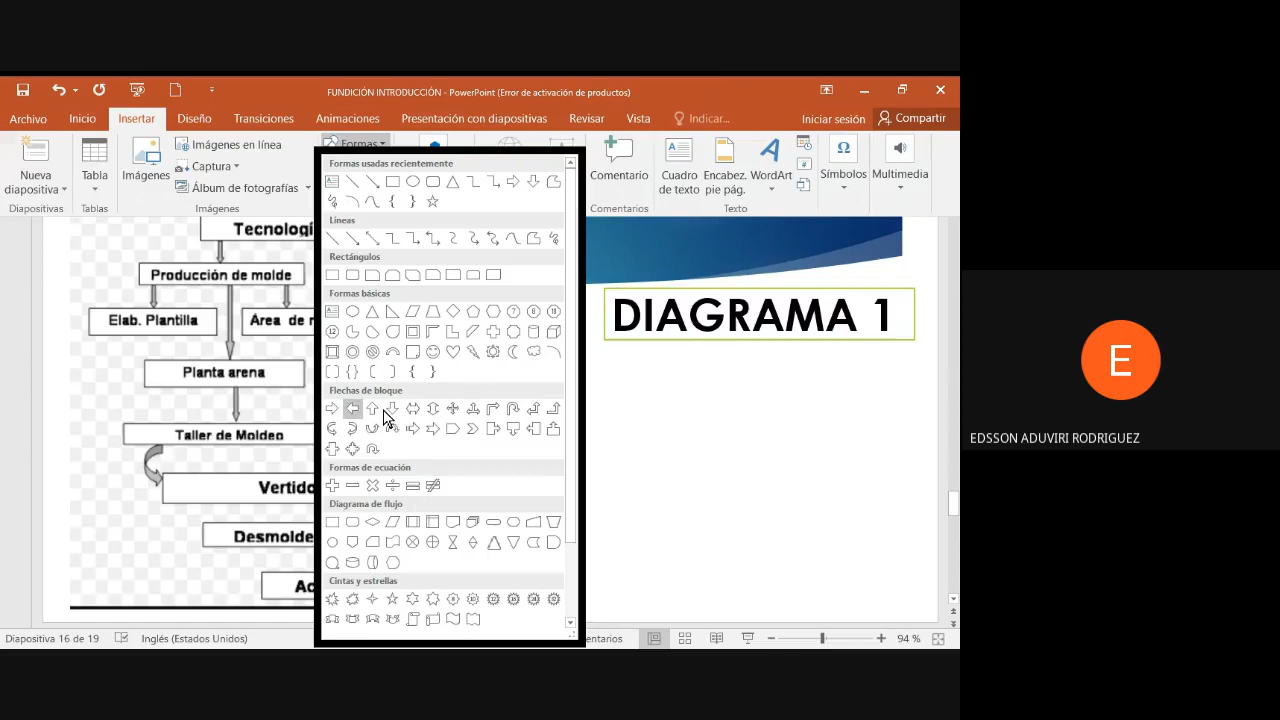 FUNDICIÓN INTRODUCCIÓN - PowerPoint (Error de activación de productos)
Archivo Inicio Insertar Diseño Transiciones Animaciones Presentación con diapositivas Revisar Vista Indicar... Iniciar sesión Compartir
Nueva diapositiva
Tabla
Imágenes
Imágenes en línea
Captura
Álbum de fotografías
Formas
Comentario
Cuadro de texto
Encabez. pie pág.
WordArt
Símbolos
Multimedia
Diapositivas Tablas Imágenes Comentarios Texto
Formas usadas recientemente
Líneas
Rectángulos
Formas básicas
Flechas de bloque
Formas de ecuación
Diagrama de flujo
Cintas y estrellas
Producción de molde
Elab. Plantilla
Área de
Planta arena
Taller de Moldeo
DIAGRAMA 1
E
EDSSON ADUVIRI RODRIGUEZ
Diapositiva 16 de 19 Inglés (Estados Unidos) 94 %